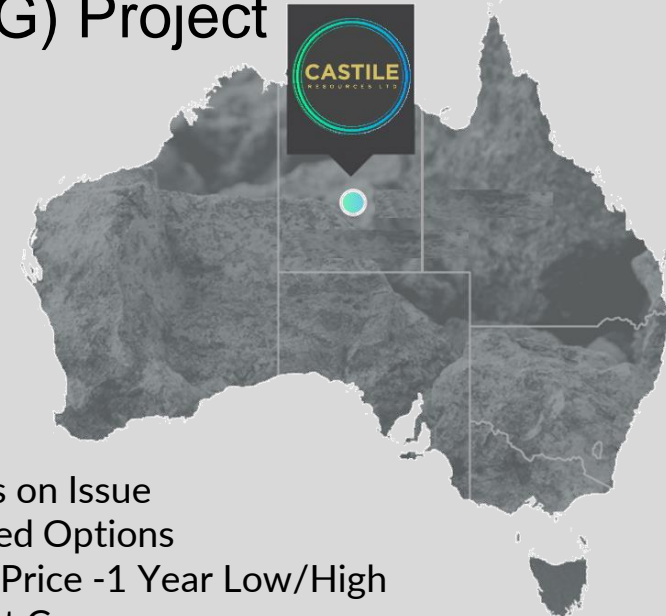 G) Project
CASTILE
RESOURCES LTD
s on Issue
ed Options
Price -1 Year Low/High